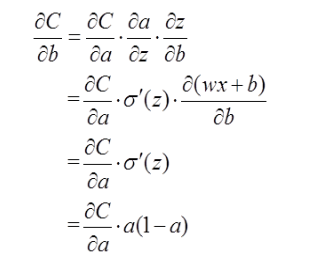 ∂C/∂b = ∂C/∂a · ∂a/∂z · ∂z/∂b
= ∂C/∂a · σ'(z) · ∂(wx+b)/∂b
= ∂C/∂a · σ'(z)
= ∂C/∂a · a(1−a)